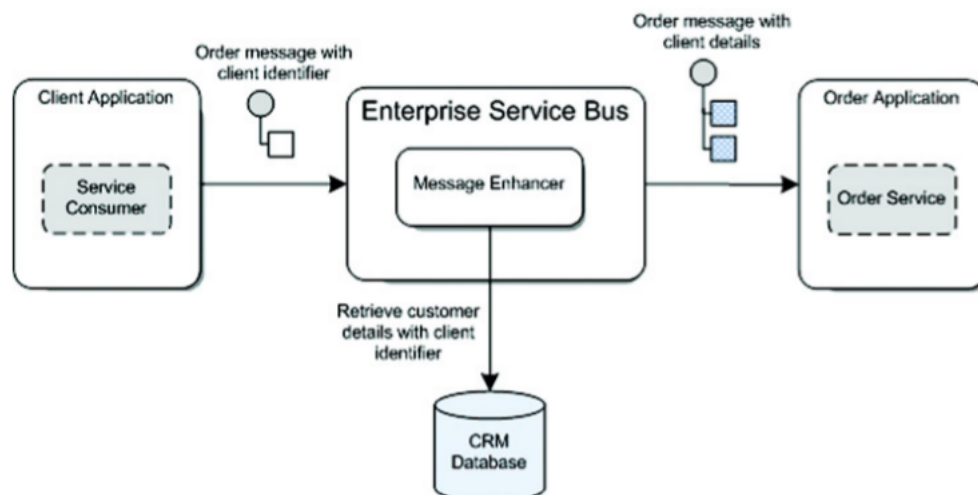 Order message with
client identifier
Order message with
client details
Client Application
Service
Consumer
Enterprise Service Bus
Message Enhancer
Order Application
Order Service
Retrieve customer
details with client
identifier
CRM
Database